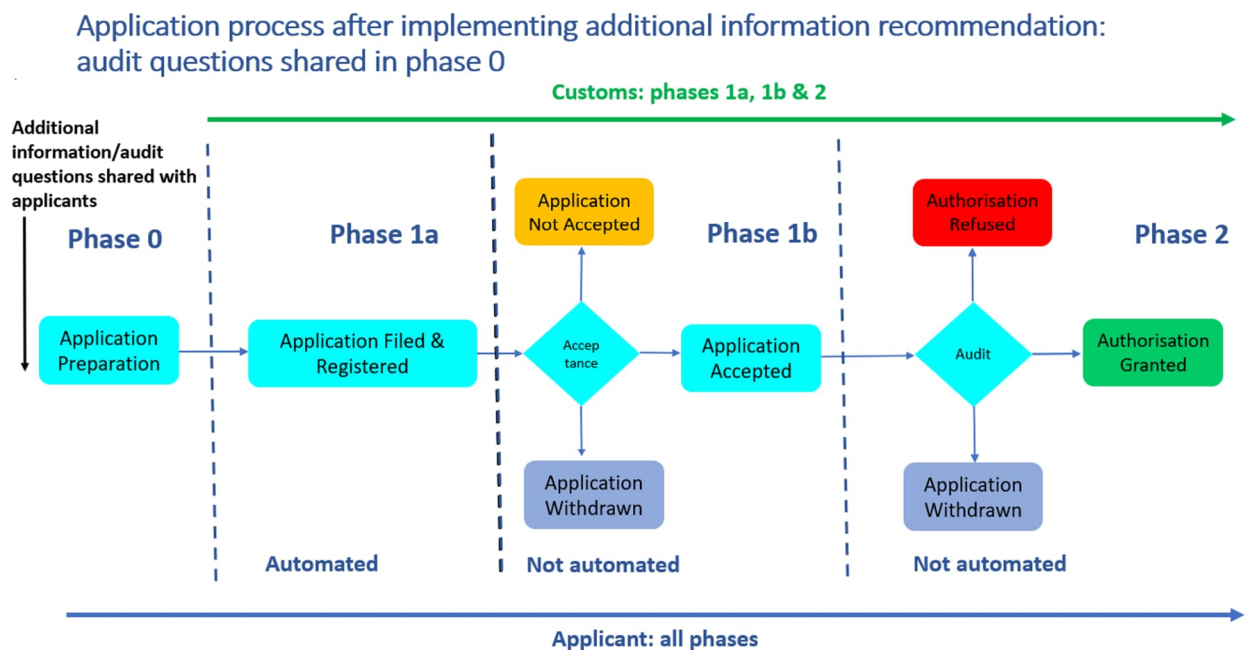 Application process after implementing additional information recommendation:
audit questions shared in phase 0
Customs: phases 1a, 1b & 2
Additional
information/audit
questions shared with
applicants
Phase 0
Phase 1a
Application
Not Accepted
Phase 1b
Authorisation
Refused
Phase 2
Application
Preparation
Application Filed &
Registered
Accep
tance
Application
Accepted
Audit
Authorisation
Granted
Application
Withdrawn
Application
Withdrawn
Automated
Not automated
Not automated
Applicant: all phases